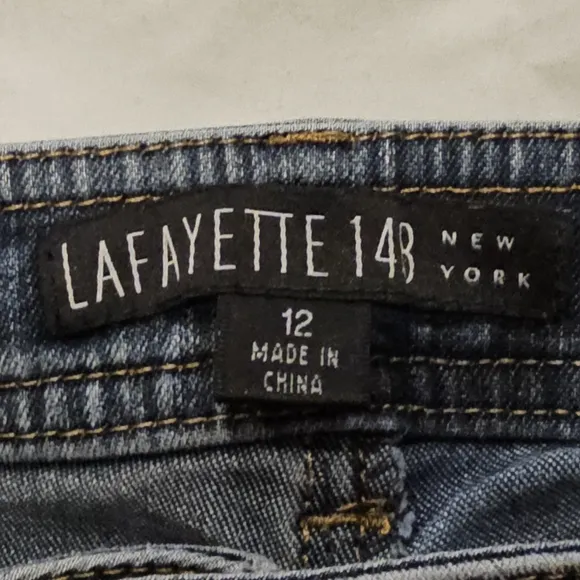 LAFAYETTE 148 NEW YORK
12
MADE IN
CHINA